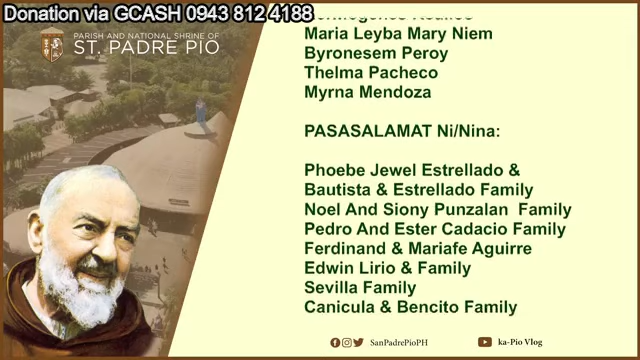 Donation via GCASH 0943 812 4188
PARISH AND NATIONAL SHRINE OF
ST. PADRE PIO
Maria Leyba Mary Niem
Byronesem Peroy
Thelma Pacheco
Myrna Mendoza
PASASALAMAT Ni/Nina:
Phoebe Jewel Estrellado &
Bautista & Estrellado Family
Noel And Siony Punzalan Family
Pedro And Ester Cadacio Family
Ferdinand & Mariafe Aguirre
Edwin Lirio & Family
Sevilla Family
Canicula & Bencito Family
SanPadrePioPH
ka-Pio Vlog